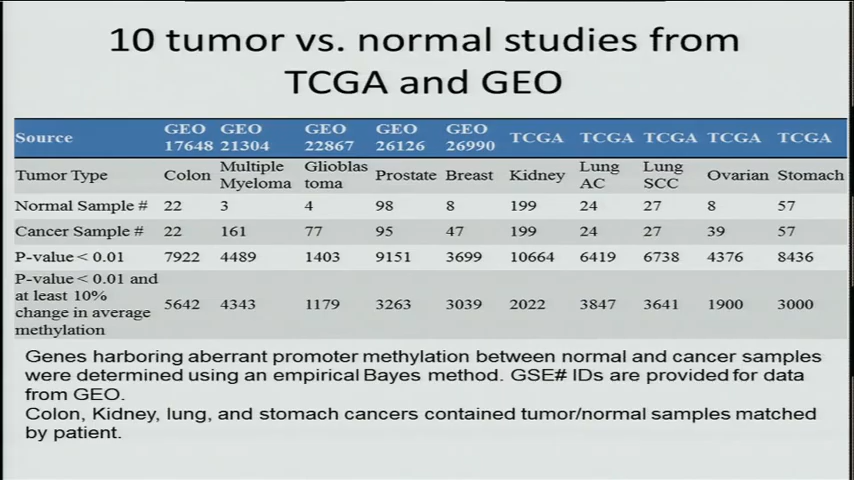 10 tumor vs. normal studies from
TCGA and GEO
Source GEO 17648 GEO 21304 GEO 22867 GEO 26126 GEO 26990 TCGA TCGA TCGA TCGA TCGA
Tumor Type Colon Multiple Myeloma Glioblas toma Prostate Breast Kidney Lung AC Lung SCC Ovarian Stomach
Normal Sample # 22 3 4 98 8 199 24 27 8 57
Cancer Sample # 22 161 77 95 47 199 24 27 39 57
P-value < 0.01 7922 4489 1403 9151 3699 10664 6419 6738 4376 8436
P-value < 0.01 and at least 10% change in average methylation 5642 4343 1179 3263 3039 2022 3847 3641 1900 3000
Genes harboring aberrant promoter methylation between normal and cancer samples
were determined using an empirical Bayes method. GSE# IDs are provided for data
from GEO.
Colon, Kidney, lung, and stomach cancers contained tumor/normal samples matched
by patient.